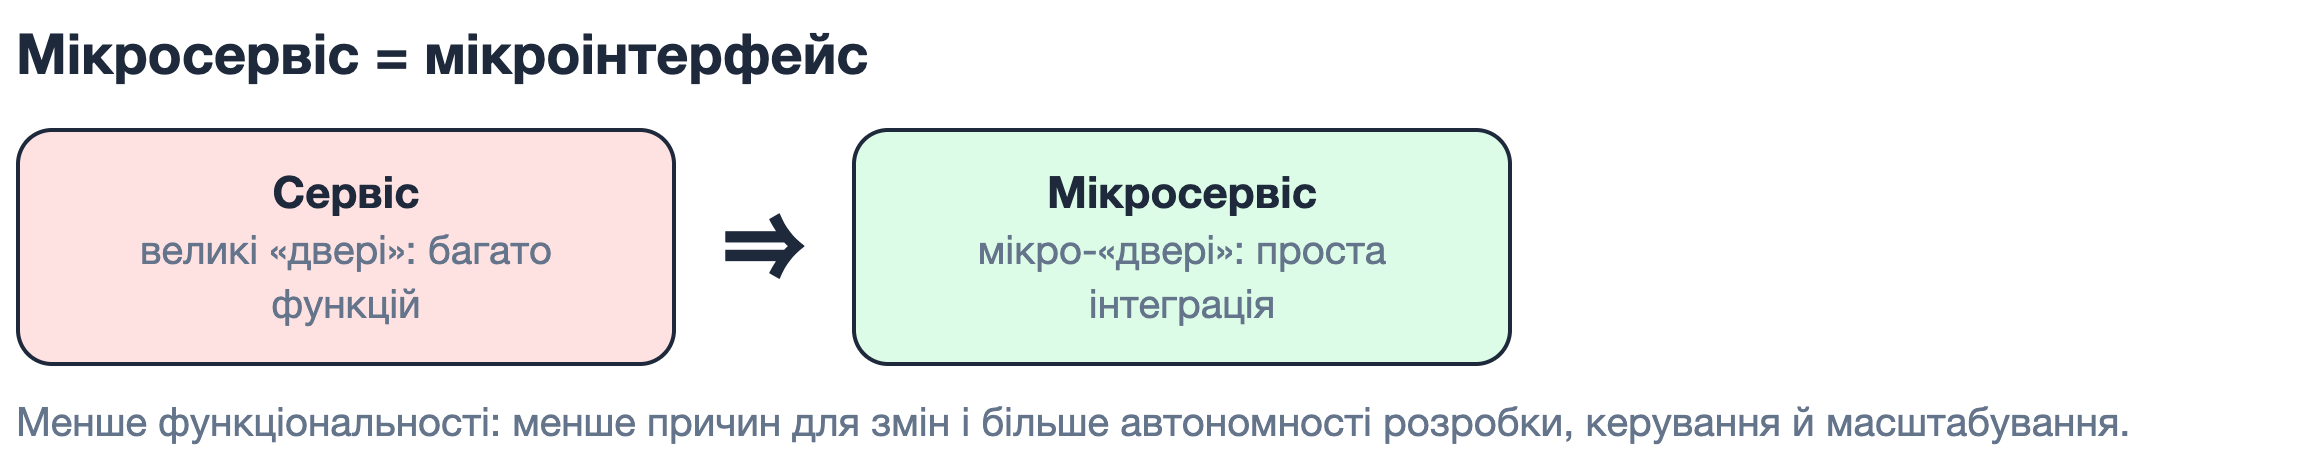 Мікросервіс = мікроінтерфейс
Сервіс
великі «двері»: багато
функцій
⇒
Мікросервіс
мікро-«двері»: проста
інтеграція
Менше функціональності: менше причин для змін і більше автономності розробки, керування й масштабування.